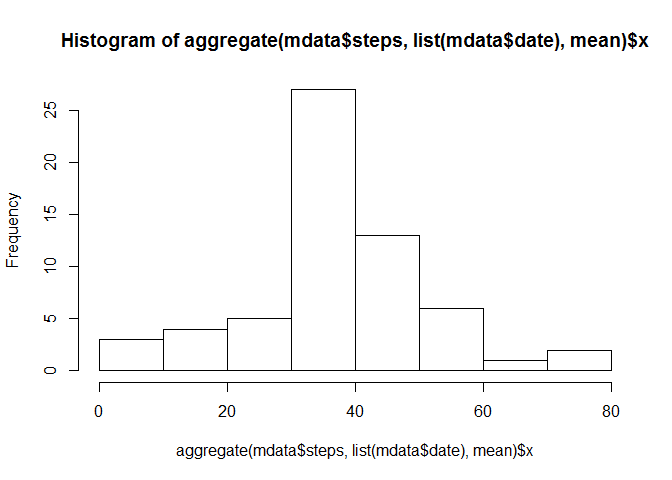 Histogram of aggregate(mdata$steps, list(mdata$date), mean)$x
Frequency
25
20
15
10
5
0
0 20 40 60 80
aggregate(mdata$steps, list(mdata$date), mean)$x